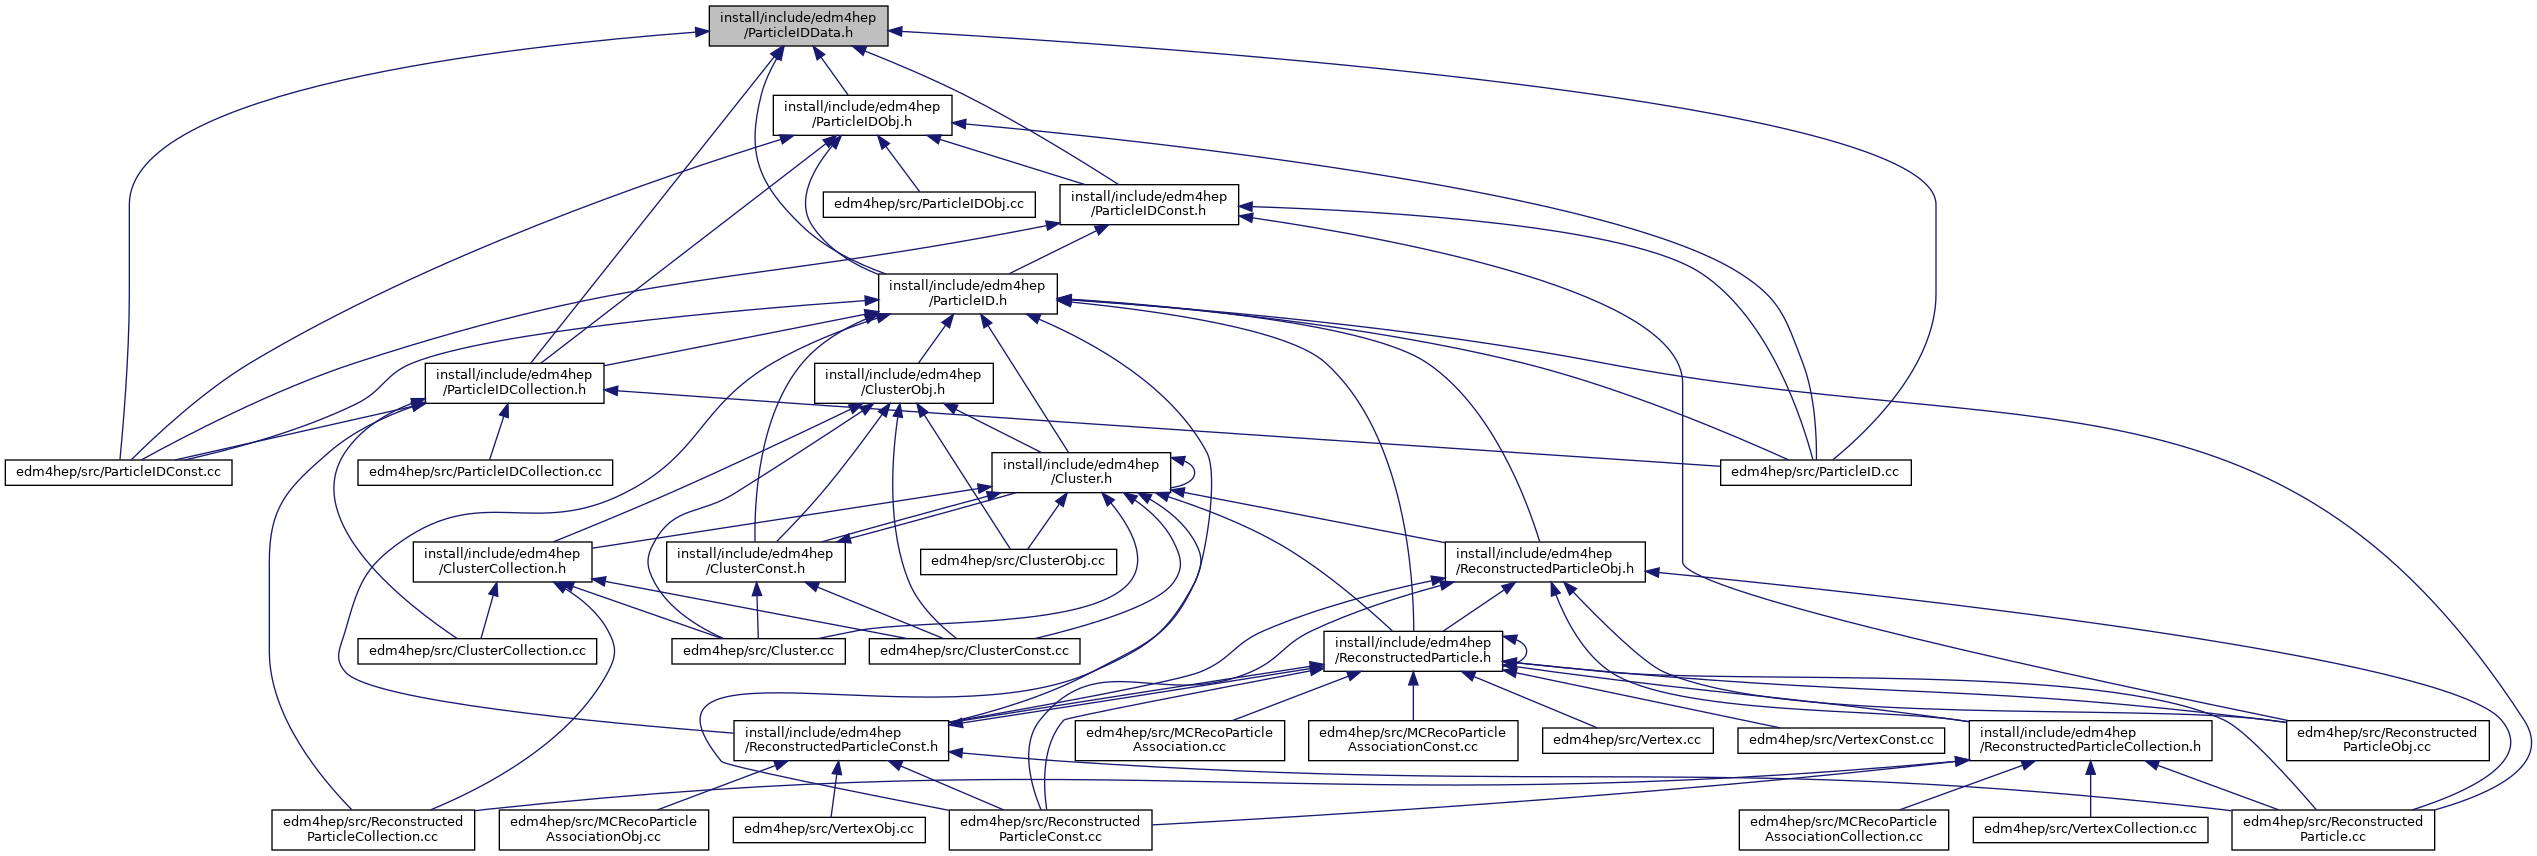 install/include/edm4hep
/ParticleIDData.h
install/include/edm4hep
/ParticleIDObj.h
edm4hep/src/ParticleIDObj.cc
install/include/edm4hep
/ParticleIDConst.h
install/include/edm4hep
/ParticleID.h
install/include/edm4hep
/ParticleIDCollection.h
install/include/edm4hep
/ClusterObj.h
edm4hep/src/ParticleIDConst.cc
edm4hep/src/ParticleIDCollection.cc
install/include/edm4hep
/Cluster.h
edm4hep/src/ParticleID.cc
install/include/edm4hep
/ClusterCollection.h
install/include/edm4hep
/ClusterConst.h
edm4hep/src/ClusterObj.cc
install/include/edm4hep
/ReconstructedParticleObj.h
edm4hep/src/ClusterCollection.cc
edm4hep/src/Cluster.cc
edm4hep/src/ClusterConst.cc
install/include/edm4hep
/ReconstructedParticle.h
install/include/edm4hep
/ReconstructedParticleConst.h
edm4hep/src/MCRecoParticle
Association.cc
edm4hep/src/MCRecoParticle
AssociationConst.cc
edm4hep/src/Vertex.cc
edm4hep/src/VertexConst.cc
install/include/edm4hep
/ReconstructedParticleCollection.h
edm4hep/src/Reconstructed
ParticleObj.cc
edm4hep/src/Reconstructed
ParticleCollection.cc
edm4hep/src/MCRecoParticle
AssociationObj.cc
edm4hep/src/VertexObj.cc
edm4hep/src/Reconstructed
ParticleConst.cc
edm4hep/src/MCRecoParticle
AssociationCollection.cc
edm4hep/src/VertexCollection.cc
edm4hep/src/Reconstructed
Particle.cc